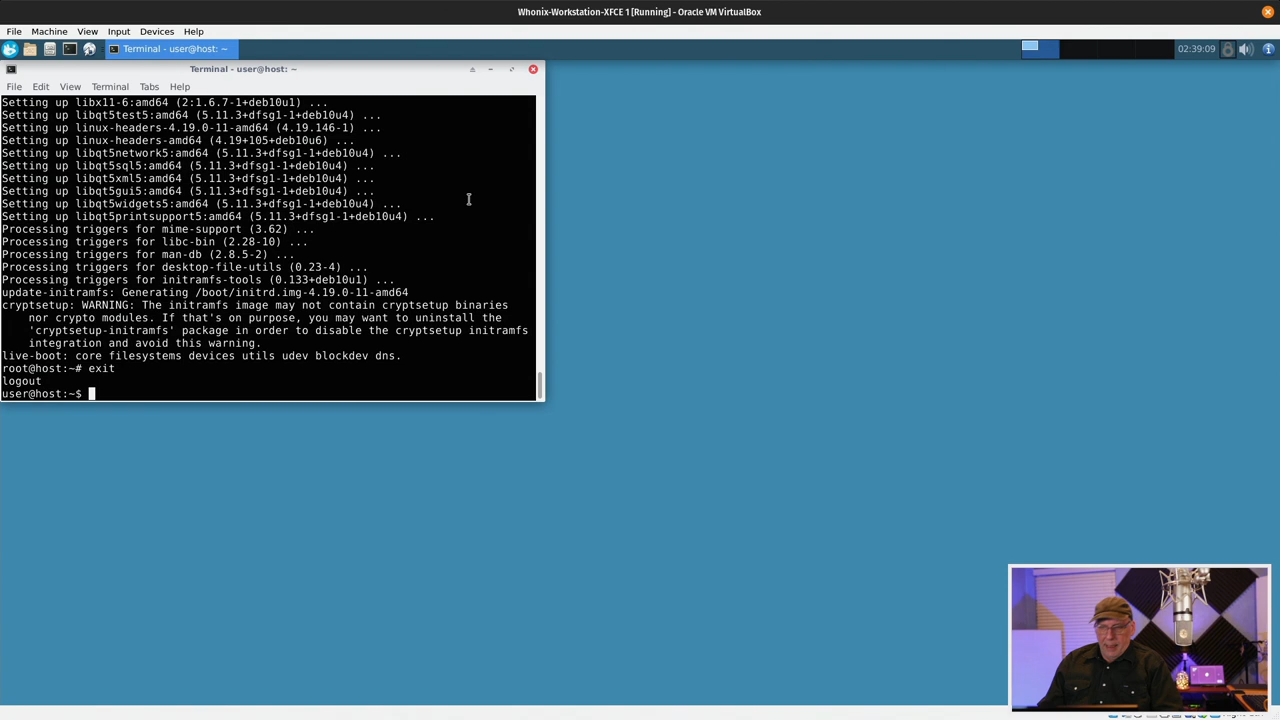 Whonix-Workstation-XFCE 1 [Running] - Oracle VM VirtualBox
File Machine View Input Devices Help
Terminal - user@host: ~
02:39:09
Terminal - user@host: ~
File Edit View Terminal Tabs Help
Setting up libx11-6:amd64 (2:1.6.7-1+deb10u1) ...
Setting up libqt5test5:amd64 (5.11.3+dfsg1-1+deb10u4) ...
Setting up linux-headers-4.19.0-11-amd64 (4.19.146-1) ...
Setting up linux-headers-amd64 (4.19+105+deb10u6) ...
Setting up libqt5network5:amd64 (5.11.3+dfsg1-1+deb10u4) ...
Setting up libqt5sql5:amd64 (5.11.3+dfsg1-1+deb10u4) ...
Setting up libqt5xml5:amd64 (5.11.3+dfsg1-1+deb10u4) ...
Setting up libqt5gui5:amd64 (5.11.3+dfsg1-1+deb10u4) ...
Setting up libqt5widgets5:amd64 (5.11.3+dfsg1-1+deb10u4) ...
Setting up libqt5printsupport5:amd64 (5.11.3+dfsg1-1+deb10u4) ...
Processing triggers for mime-support (3.62) ...
Processing triggers for libc-bin (2.28-10) ...
Processing triggers for man-db (2.8.5-2) ...
Processing triggers for desktop-file-utils (0.23-4) ...
Processing triggers for initramfs-tools (0.133+deb10u1) ...
update-initramfs: Generating /boot/initrd.img-4.19.0-11-amd64
cryptsetup: WARNING: The initramfs image may not contain cryptsetup binaries
nor crypto modules. If that's on purpose, you may want to uninstall the
'cryptsetup-initramfs' package in order to disable the cryptsetup initramfs
integration and avoid this warning.
live-boot: core filesystems devices utils udev blockdev dns.
root@host:~# exit
logout
user@host:~$